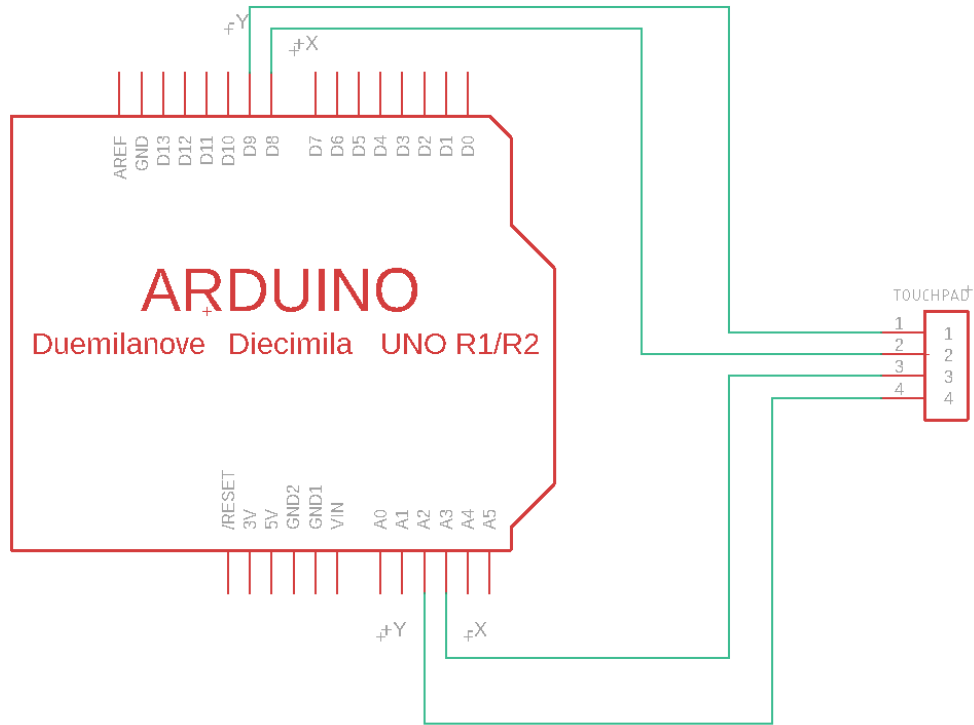 -Y
+X
AREF GND D13 D12 D11 D10 D9 D8 D7 D6 D5 D4 D3 D2 D1 D0
ARDUINO
Duemilanove Diecimila UNO R1/R2
TOUCHPAD
1 1
2 2
3 3
4 4
/RESET 3V 5V GND2 GND1 VIN A0 A1 A2 A3 A4 A5
+Y -X